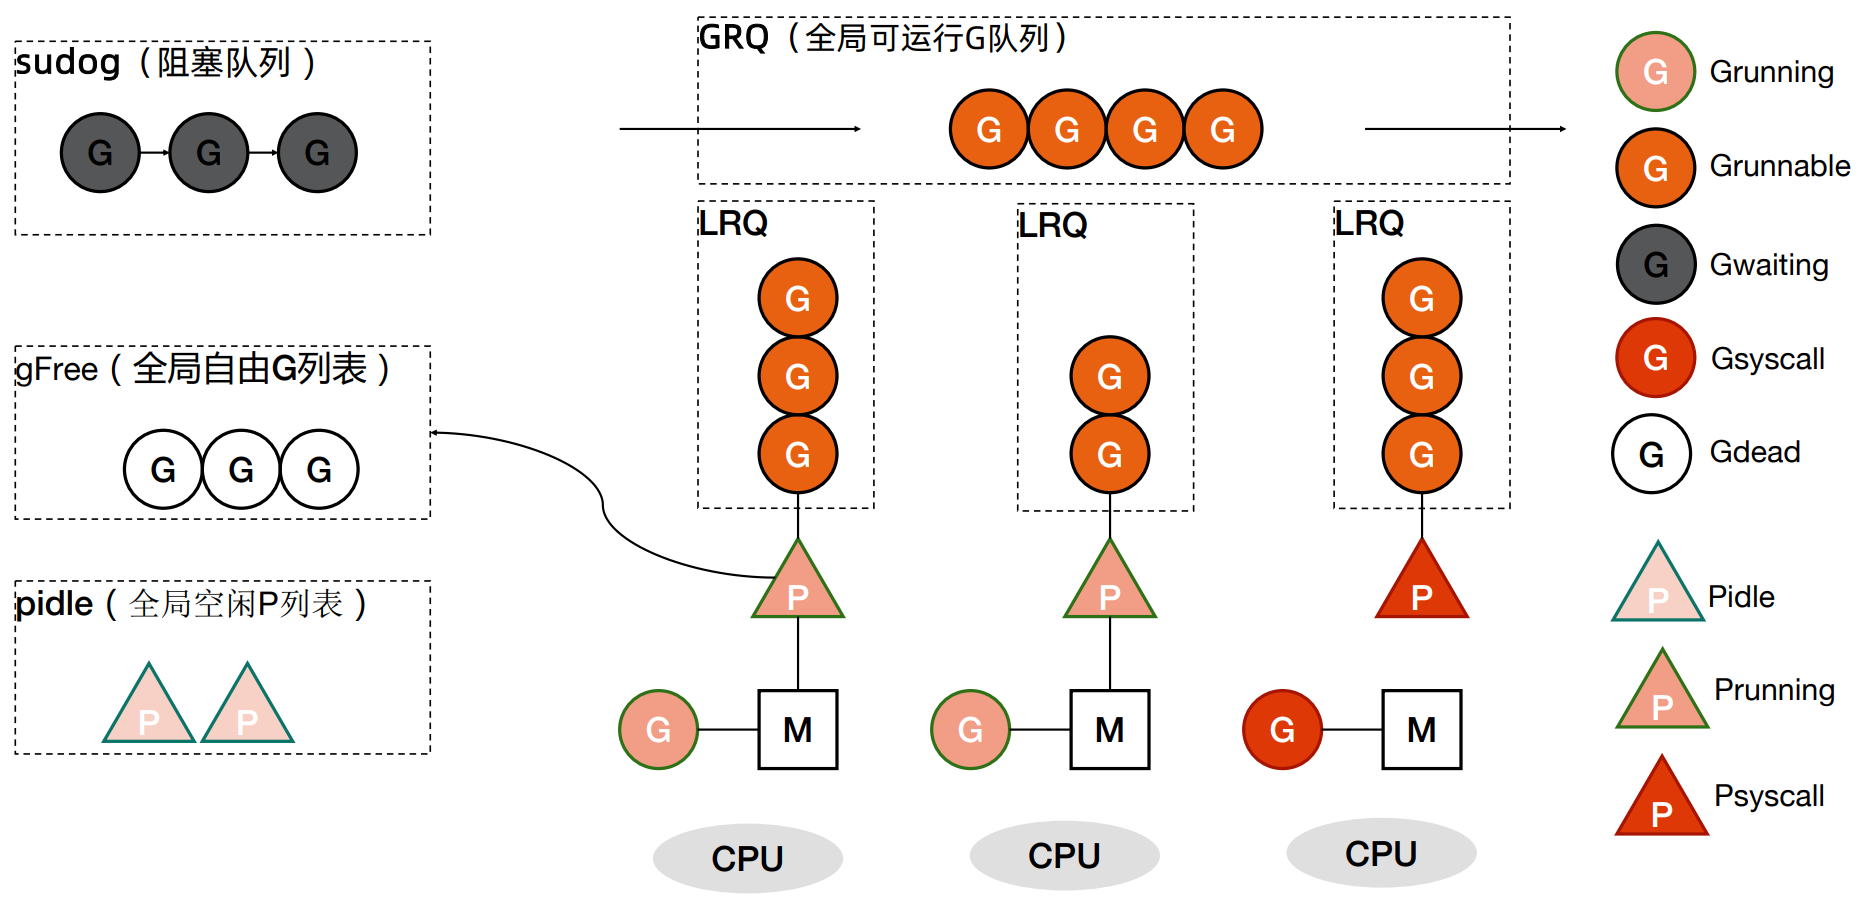 sudog（阻塞队列 ）
G G G
gFree（ 全局自由G列表 ）
G G G
pidle（ 全局空闲P列表 ）
P P
GRQ（全局可运行G队列）
G G G G
LRQ
G
G
G
P
G M
CPU
LRQ
G
G
P
G M
CPU
LRQ
G
G
G
P
G M
CPU
G Grunning
G Grunnable
G Gwaiting
G Gsyscall
G Gdead
P Pidle
P Prunning
P Psyscall